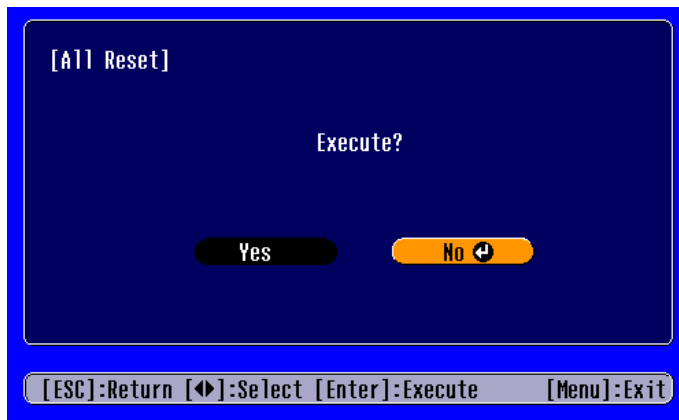 [All Reset]
Execute?
Yes No
[ESC]:Return [◆]:Select [Enter]:Execute [Menu]:Exit